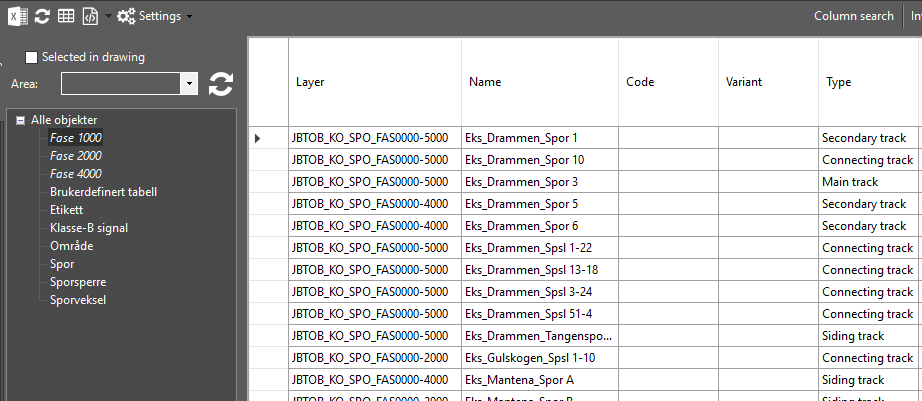 Settings
Column search
In
Selected in drawing
Area:
Alle objekter
Fase 1000
Fase 2000
Fase 4000
Brukerdefinert tabell
Etikett
Klasse-B signal
Område
Spor
Sporsperre
Sporveksel
Layer Name Code Variant Type
JBTOB_KO_SPO_FAS0000-5000 Eks_Drammen_Spor 1 Secondary track
JBTOB_KO_SPO_FAS0000-5000 Eks_Drammen_Spor 10 Connecting track
JBTOB_KO_SPO_FAS0000-5000 Eks_Drammen_Spor 3 Main track
JBTOB_KO_SPO_FAS0000-4000 Eks_Drammen_Spor 5 Secondary track
JBTOB_KO_SPO_FAS0000-4000 Eks_Drammen_Spor 6 Secondary track
JBTOB_KO_SPO_FAS0000-5000 Eks_Drammen_Spsl 1-22 Connecting track
JBTOB_KO_SPO_FAS0000-5000 Eks_Drammen_Spsl 13-18 Connecting track
JBTOB_KO_SPO_FAS0000-5000 Eks_Drammen_Spsl 3-24 Connecting track
JBTOB_KO_SPO_FAS0000-5000 Eks_Drammen_Spsl 51-4 Connecting track
JBTOB_KO_SPO_FAS0000-5000 Eks_Drammen_Tangenspo... Siding track
JBTOB_KO_SPO_FAS0000-2000 Eks_Gulskogen_Spsl 1-10 Connecting track
JBTOB_KO_SPO_FAS0000-4000 Eks_Mantena_Spor A Siding track
Eks_Mantena_Spor B Siding track